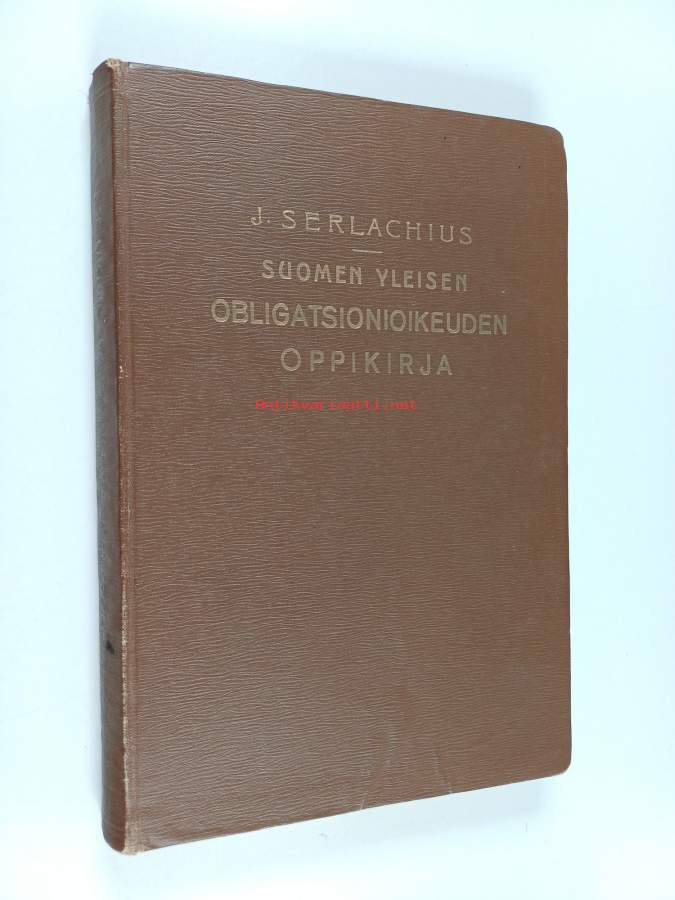 J. SERLACHIUS
SUOMEN YLEISEN
OBLIGATSIONIOIKEUDEN
OPPIKIRJA
Antikvariaatti.net